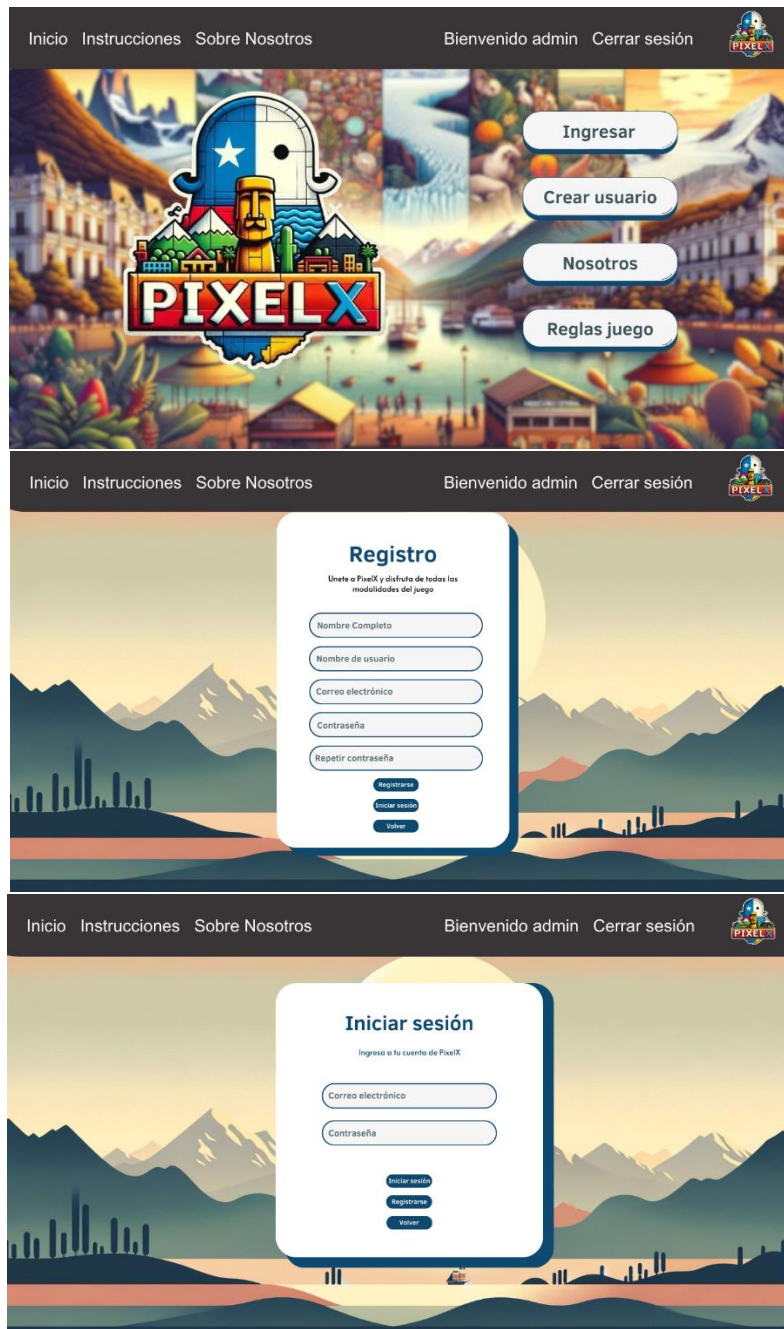 Inicio Instrucciones Sobre Nosotros Bienvenido admin Cerrar sesión PIXELX
Ingresar
Crear usuario
Nosotros
PIXELX
Reglas juego
Inicio Instrucciones Sobre Nosotros Bienvenido admin Cerrar sesión PIXELX
Registro
Unete a PixelX y disfruta de todas las
modalidades del juego
Nombre Completo
Nombre de usuario
Correo electrónico
Contraseña
Repetir contraseña
Registrarse
Iniciar sesión
Volver
Inicio Instrucciones Sobre Nosotros Bienvenido admin Cerrar sesión PIXELX
Iniciar sesión
Ingresa a tu cuenta de PixelX
Correo electrónico
Contraseña
Iniciar sesión
Registrarse
Volver